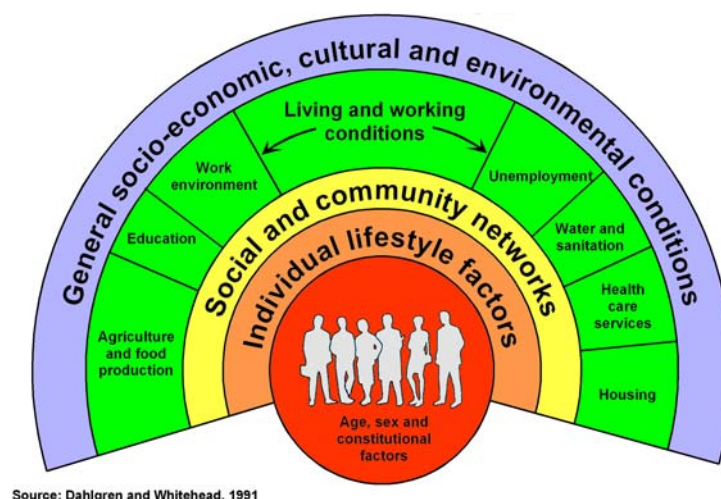 General socio-economic, cultural and environmental conditions
Living and working
conditions
Work
environment
Unemployment
Education
Water and
sanitation
Agriculture
and food
production
Health
care
services
Housing
Social and community networks
Individual lifestyle factors
Age, sex and
constitutional
factors
Source: Dahlgren and Whitehead, 1991